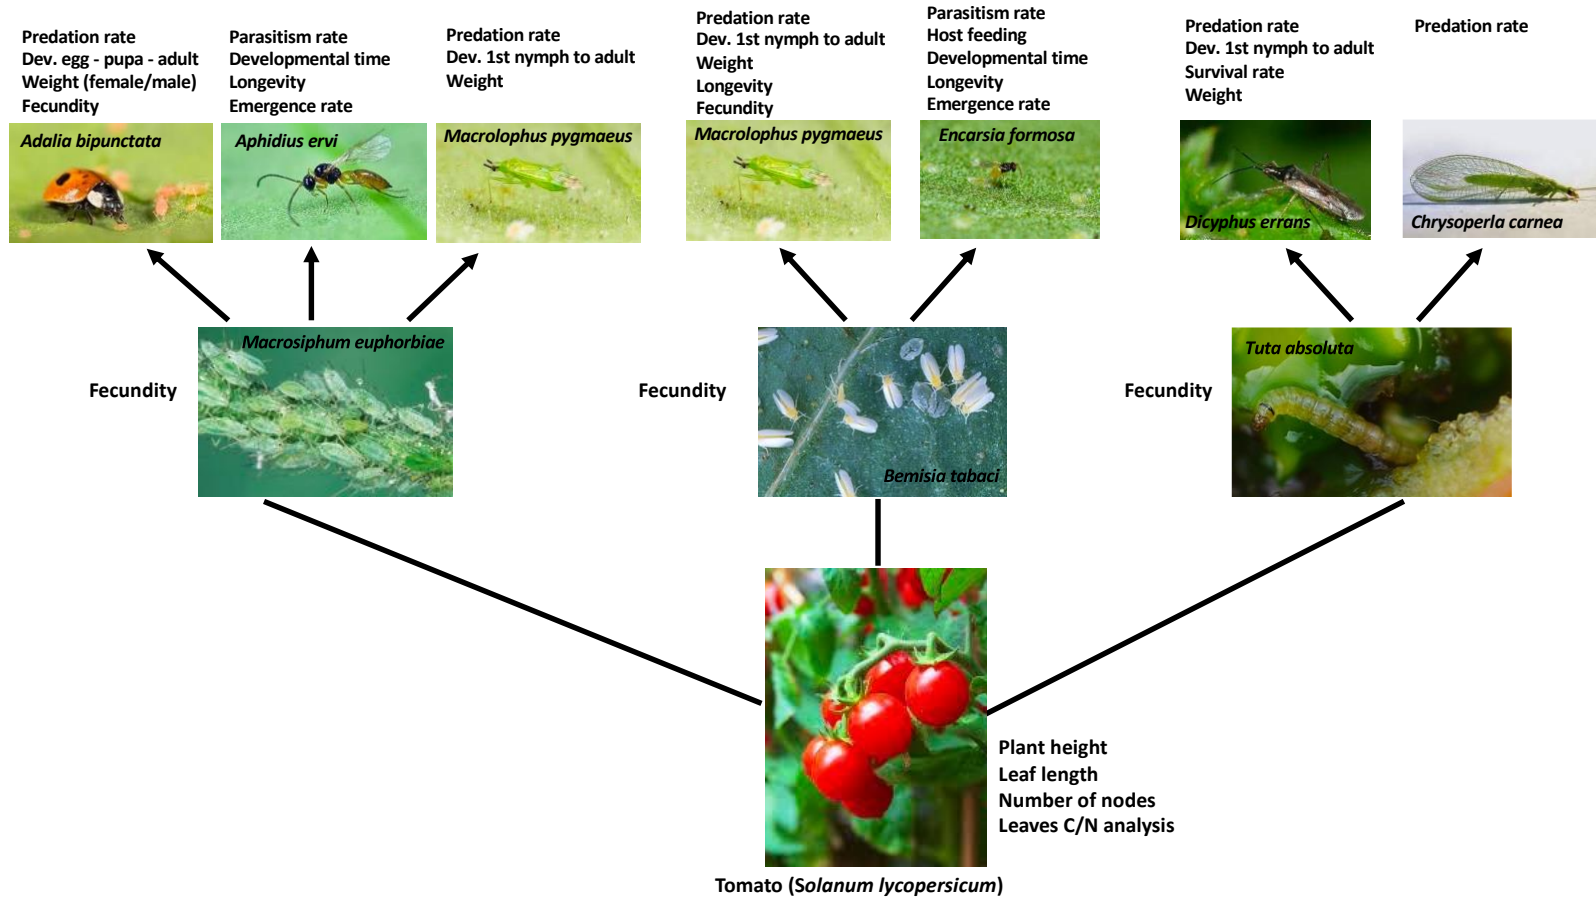 Predation rate
Dev. egg - pupa - adult
Weight (female/male)
Fecundity
Adalia bipunctata
Parasitism rate
Developmental time
Longevity
Emergence rate
Aphidius ervi
Predation rate
Dev. 1st nymph to adult
Weight
Macrolophus pygmaeus
Predation rate
Dev. 1st nymph to adult
Weight
Longevity
Fecundity
Macrolophus pygmaeus
Parasitism rate
Host feeding
Developmental time
Longevity
Emergence rate
Encarsia formosa
Predation rate
Dev. 1st nymph to adult
Survival rate
Weight
Dicyphus errans
Predation rate
Chrysoperla carnea
Fecundity
Macrosiphum euphorbiae
Fecundity
Bemisia tabaci
Fecundity
Tuta absoluta
Plant height
Leaf length
Number of nodes
Leaves C/N analysis
Tomato (Solanum lycopersicum)